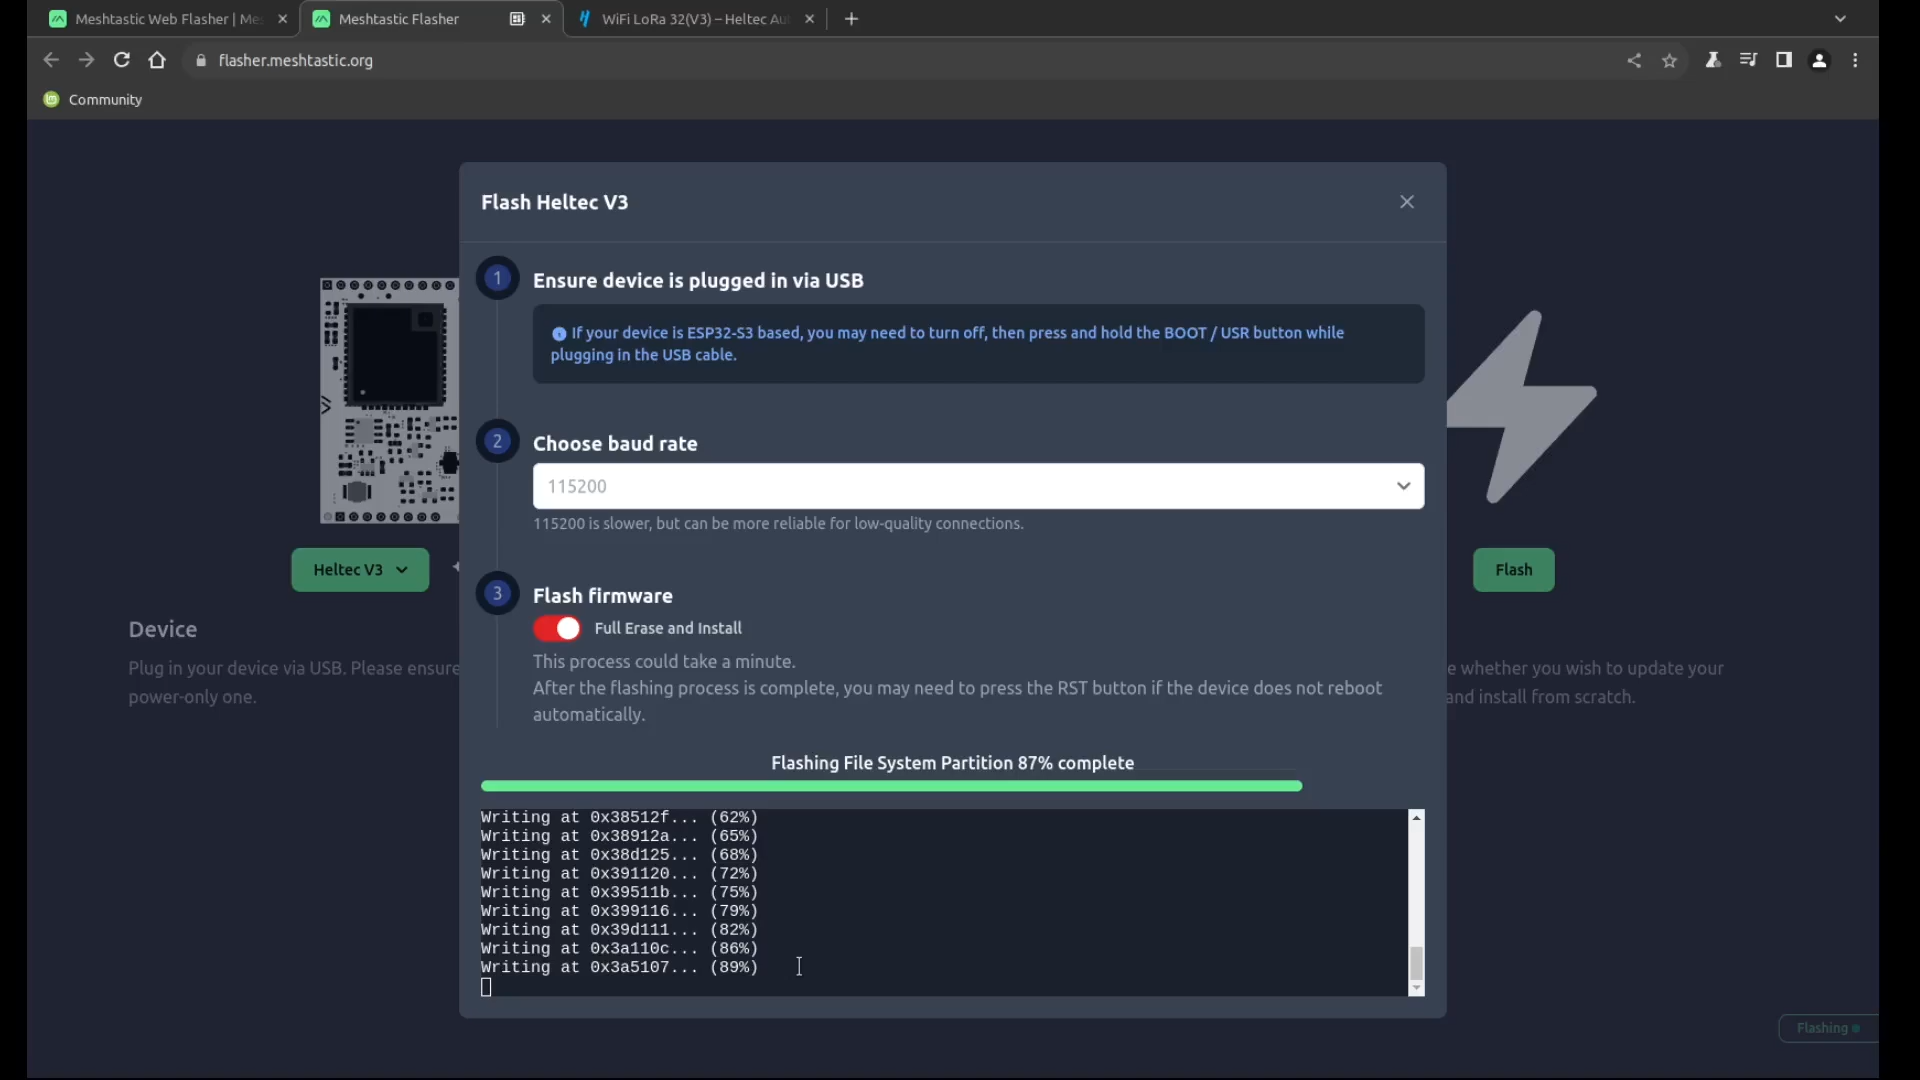 Meshtastic Web Flasher | Me
Meshtastic Flasher
WiFi LoRa 32(V3) – Heltec Au
flasher.meshtastic.org
Community
Flash Heltec V3
1
Ensure device is plugged in via USB
If your device is ESP32-S3 based, you may need to turn off, then press and hold the BOOT / USR button while
plugging in the USB cable.
2
Choose baud rate
115200
115200 is slower, but can be more reliable for low-quality connections.
Heltec V3
Flash
3
Flash firmware
Full Erase and Install
This process could take a minute.
After the flashing process is complete, you may need to press the RST button if the device does not reboot
automatically.
Device
Plug in your device via USB. Please ensure
power-only one.
e whether you wish to update your
and install from scratch.
Flashing File System Partition 87% complete
Writing at 0x38512f... (62%)
Writing at 0x38912a... (65%)
Writing at 0x38d125... (68%)
Writing at 0x391120... (72%)
Writing at 0x39511b... (75%)
Writing at 0x399116... (79%)
Writing at 0x39d111... (82%)
Writing at 0x3a110c... (86%)
Writing at 0x3a5107... (89%)
Flashing